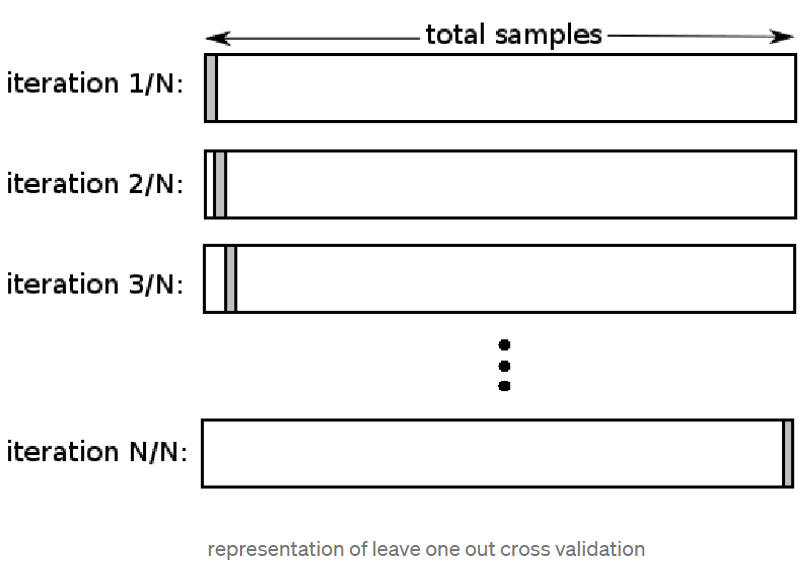 total samples
iteration 1/N:
iteration 2/N:
iteration 3/N:
iteration N/N:
representation of leave one out cross validation